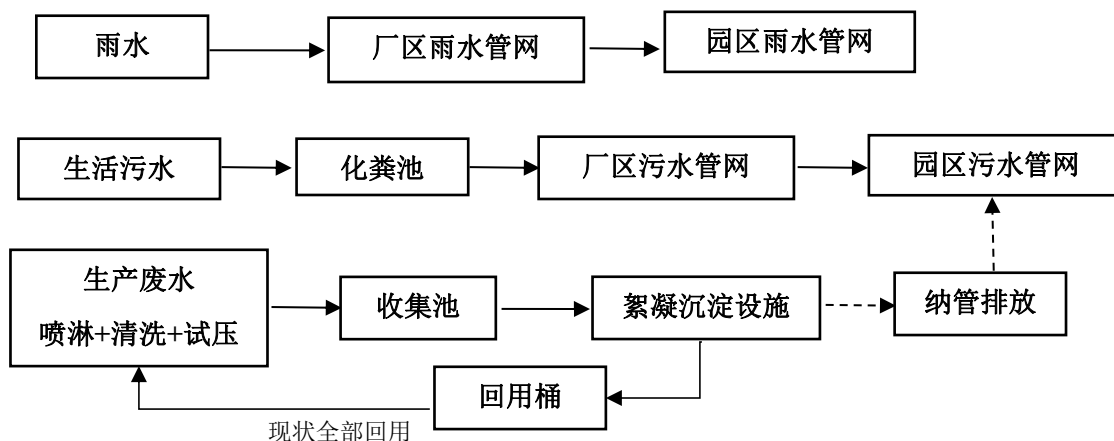 雨水
厂区雨水管网
园区雨水管网
生活污水
化粪池
厂区污水管网
园区污水管网
生产废水
喷淋+清洗+试压
收集池
絮凝沉淀设施
纳管排放
回用桶
现状全部回用